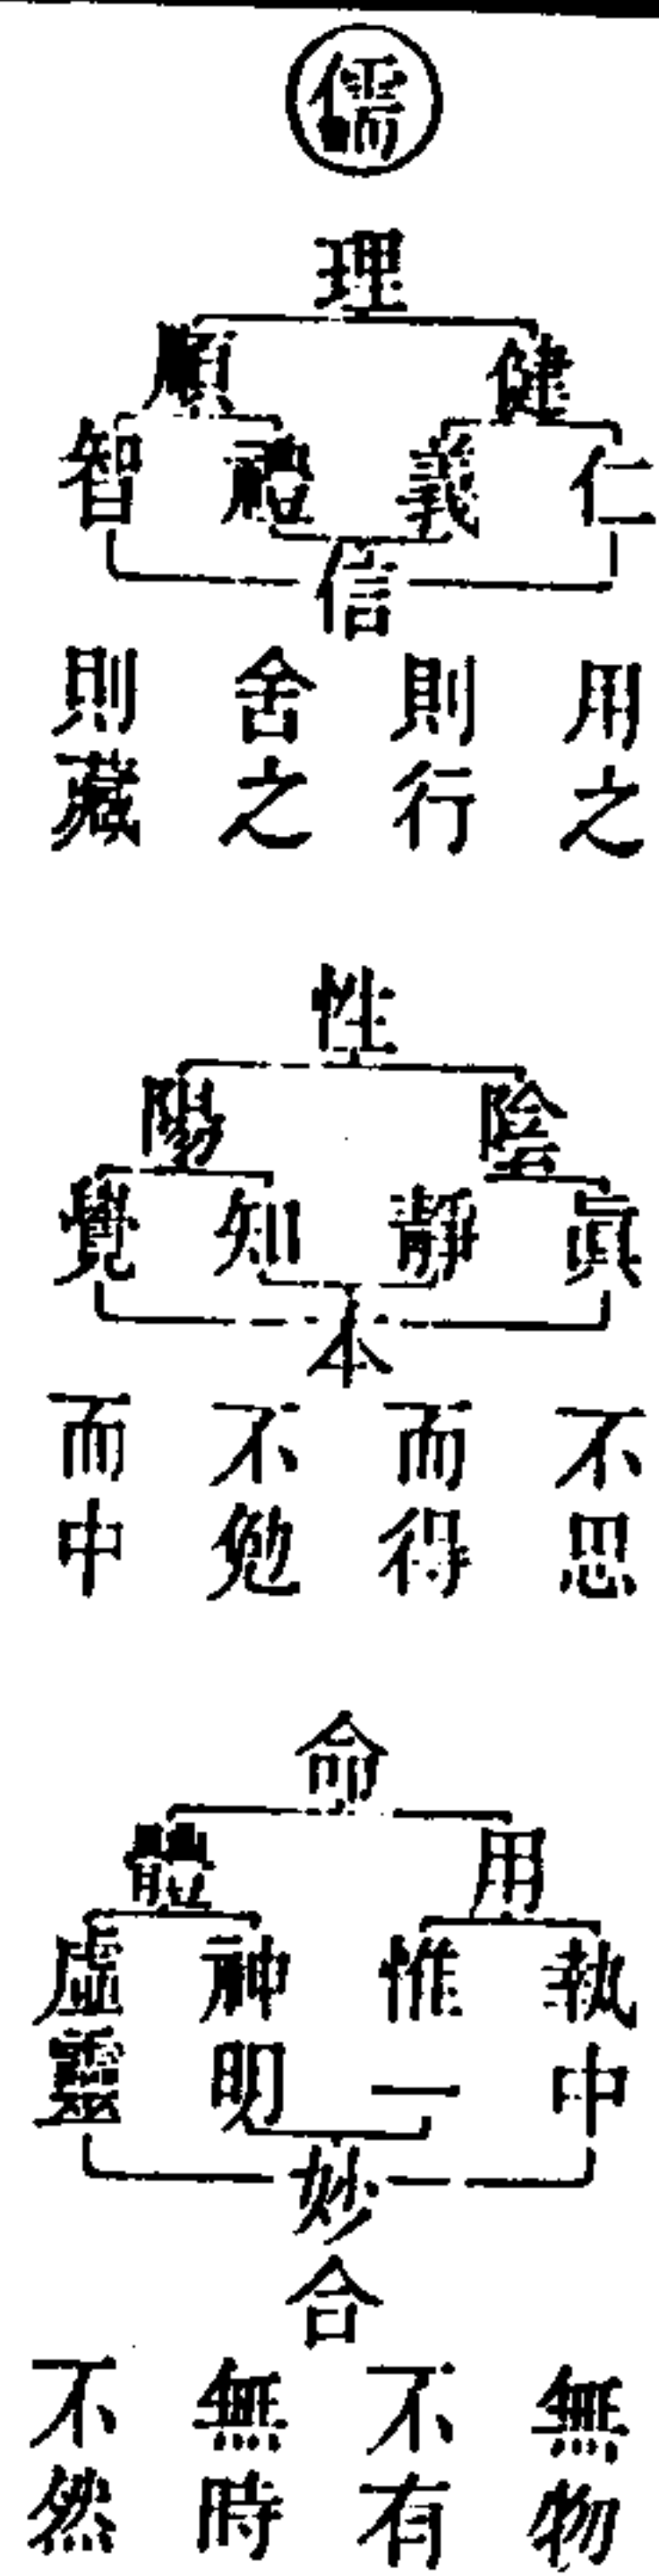 儒
理
健 順
仁 義 禮 智
信
用之
則行
舍之
則藏
性
陰 陽
眞 靜 知 覺
本
不思
而得
不勉
而中
命
用 體
執中
惟一
神明
虛靈
妙合
無物
不有
無時
不然